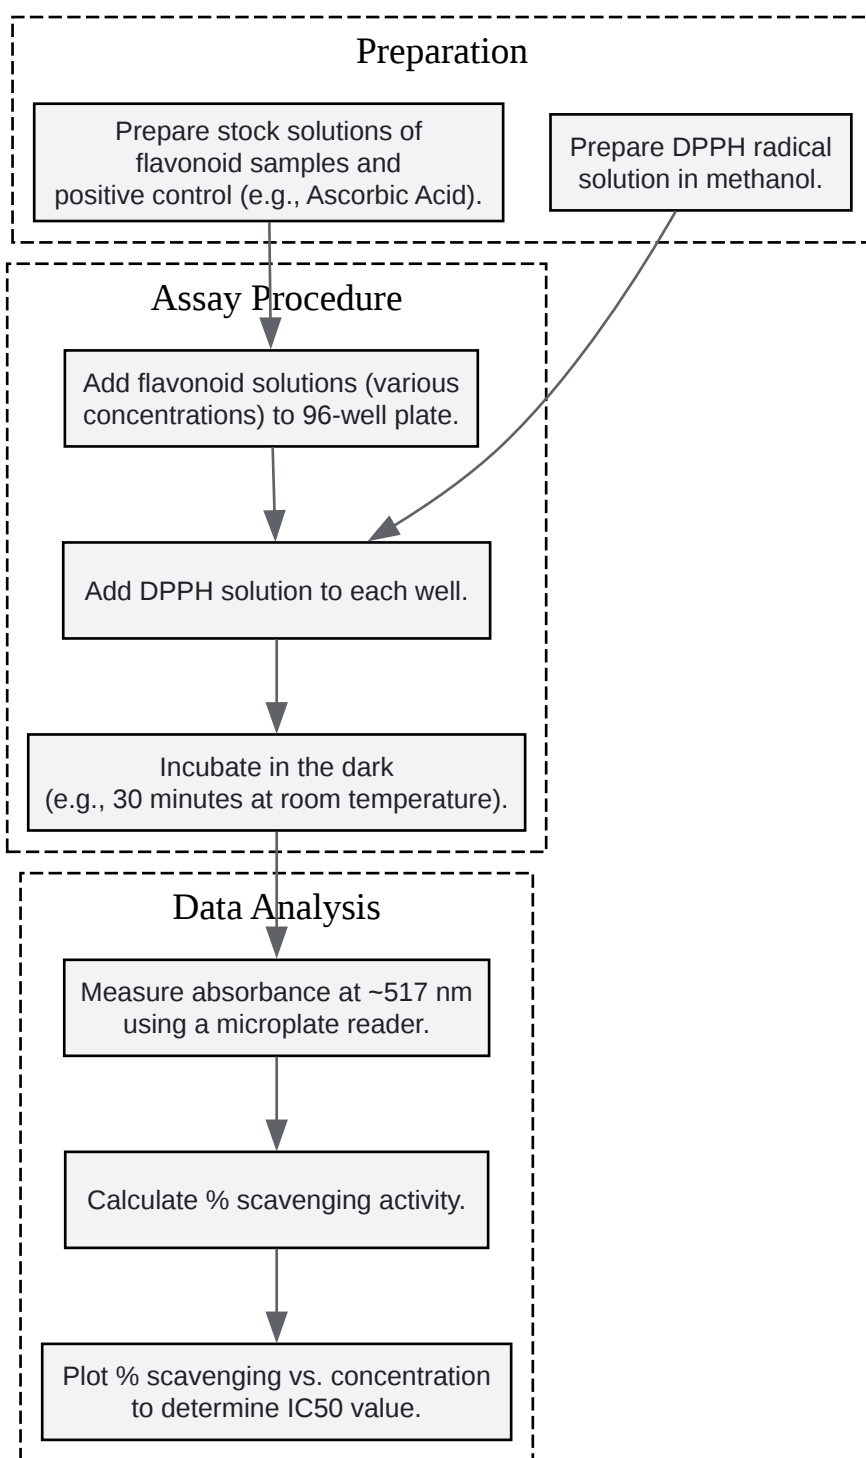 Preparation
Prepare stock solutions of
flavonoid samples and
positive control (e.g., Ascorbic Acid).
Prepare DPPH radical
solution in methanol.
Assay Procedure
Add flavonoid solutions (various
concentrations) to 96-well plate.
Add DPPH solution to each well.
Incubate in the dark
(e.g., 30 minutes at room temperature).
Data Analysis
Measure absorbance at ~517 nm
using a microplate reader.
Calculate % scavenging activity.
Plot % scavenging vs. concentration
to determine IC50 value.